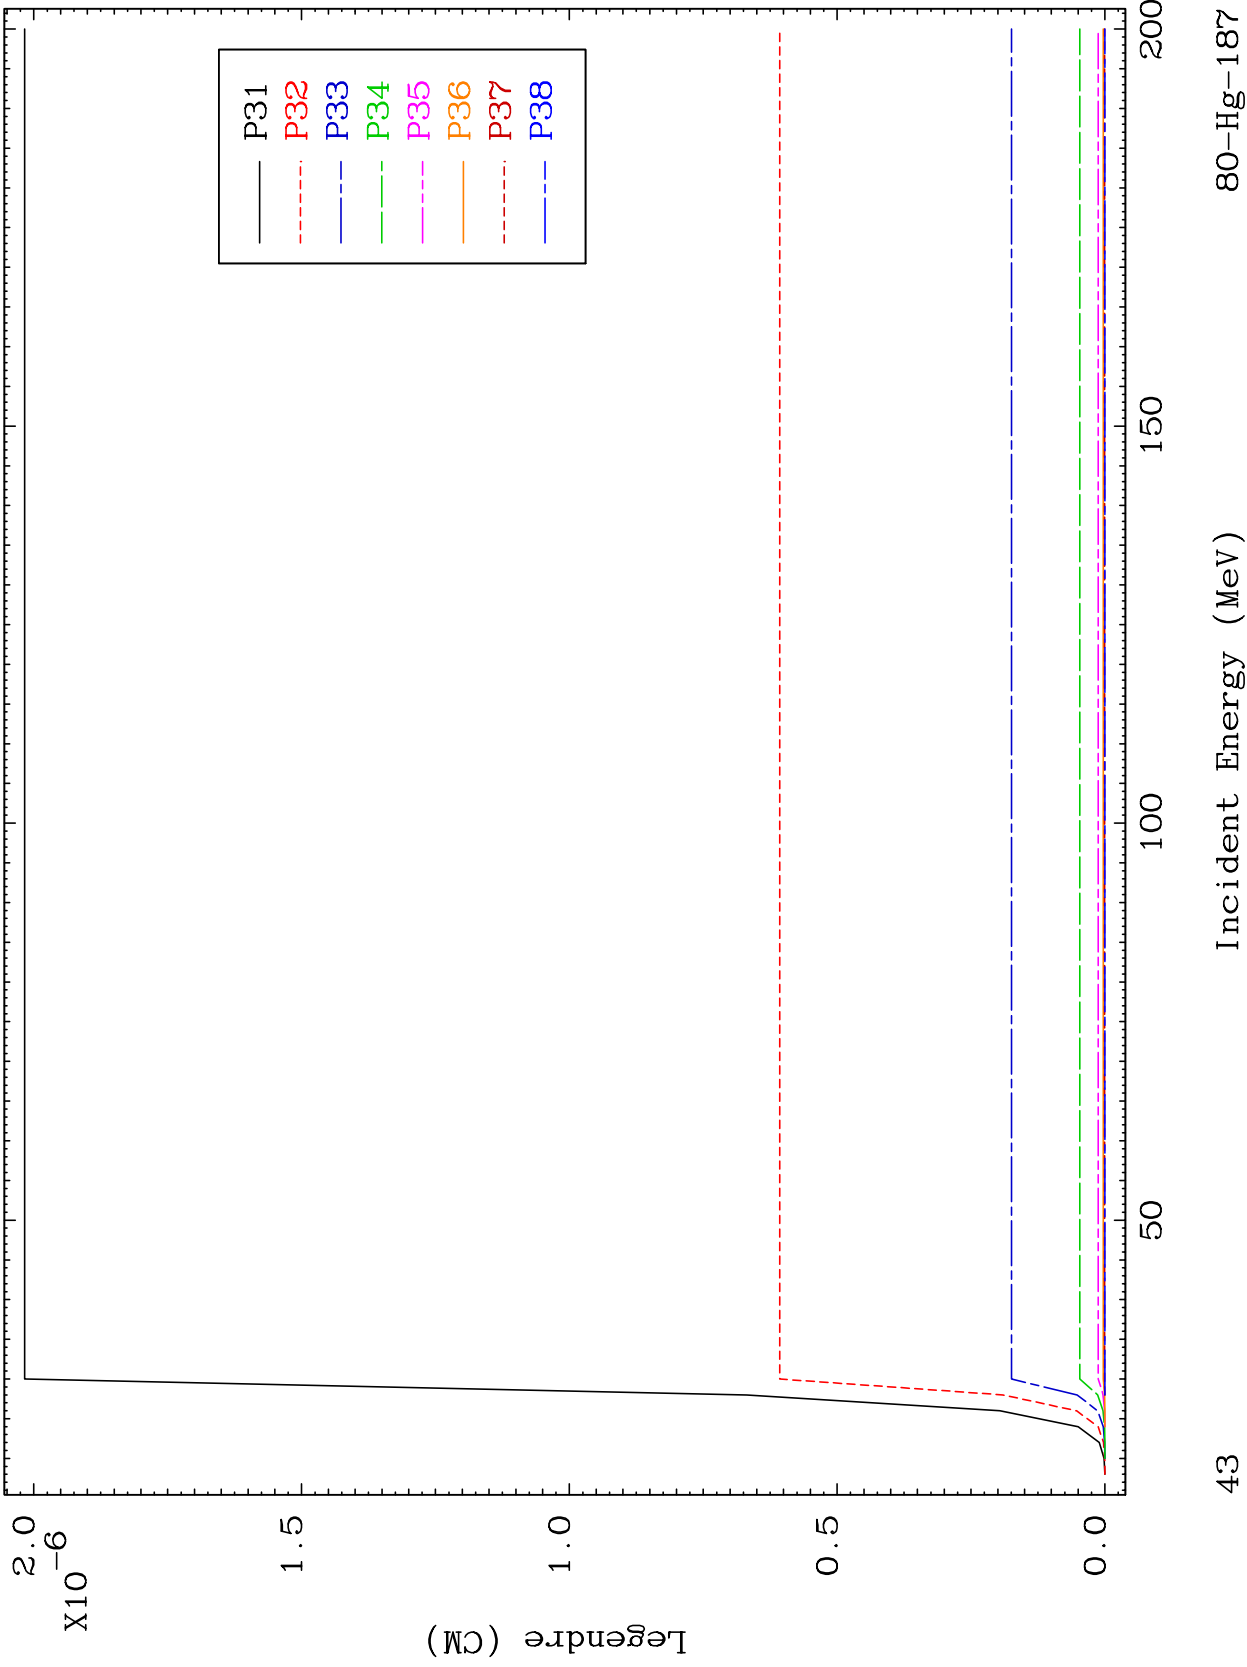 Legendre (CM)
X10-6
2.0
1.5
1.0
0.5
0.0
P31
P32
P33
P34
P35
P36
P37
P38
50
100
150
200
43
Incident Energy (MeV)
80-Hg-187